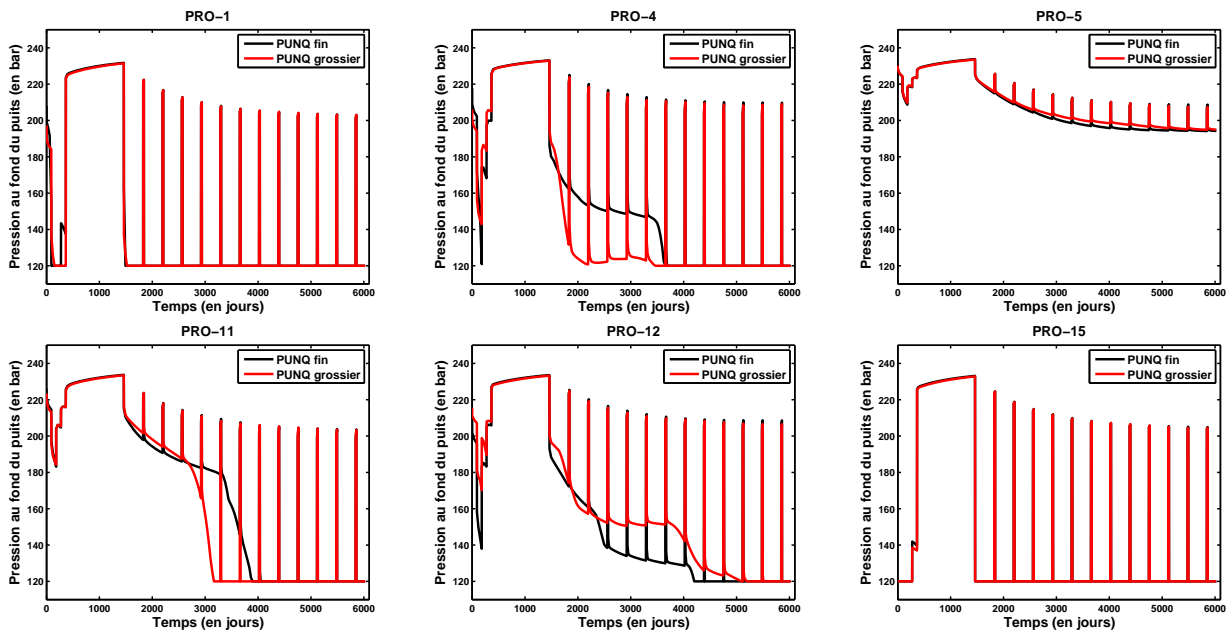 PRO-1
PRO-4
PRO-5
Pression au fond du puits (en bar)
240
220
200
180
160
140
120
PUNQ fin
PUNQ grossier
0
1000
2000
3000
4000
5000
6000
Temps (en jours)
Pression au fond du puits (en bar)
240
220
200
180
160
140
120
PUNQ fin
PUNQ grossier
0
1000
2000
3000
4000
5000
6000
Temps (en jours)
Pression au fond du puits (en bar)
240
220
200
180
160
140
120
PUNQ fin
PUNQ grossier
0
1000
2000
3000
4000
5000
6000
Temps (en jours)
PRO-11
PRO-12
PRO-15
Pression au fond du puits (en bar)
240
220
200
180
160
140
120
PUNQ fin
PUNQ grossier
0
1000
2000
3000
4000
5000
6000
Temps (en jours)
Pression au fond du puits (en bar)
240
220
200
180
160
140
120
PUNQ fin
PUNQ grossier
0
1000
2000
3000
4000
5000
6000
Temps (en jours)
Pression au fond du puits (en bar)
240
220
200
180
160
140
120
PUNQ fin
PUNQ grossier
0
1000
2000
3000
4000
5000
6000
Temps (en jours)